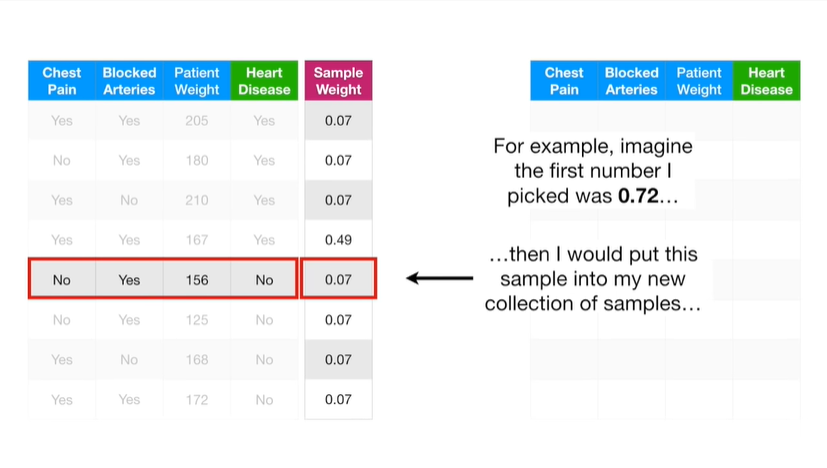 Chest Pain Blocked Arteries Patient Weight Heart Disease Sample Weight
Yes Yes 205 Yes 0.07
No Yes 180 Yes 0.07
Yes No 210 Yes 0.07
Yes Yes 167 Yes 0.49
No Yes 156 No 0.07
No Yes 125 No 0.07
Yes No 168 No 0.07
Yes Yes 172 No 0.07
Chest Pain Blocked Arteries Patient Weight Heart Disease
For example, imagine
the first number I
picked was 0.72…
…then I would put this
sample into my new
collection of samples…